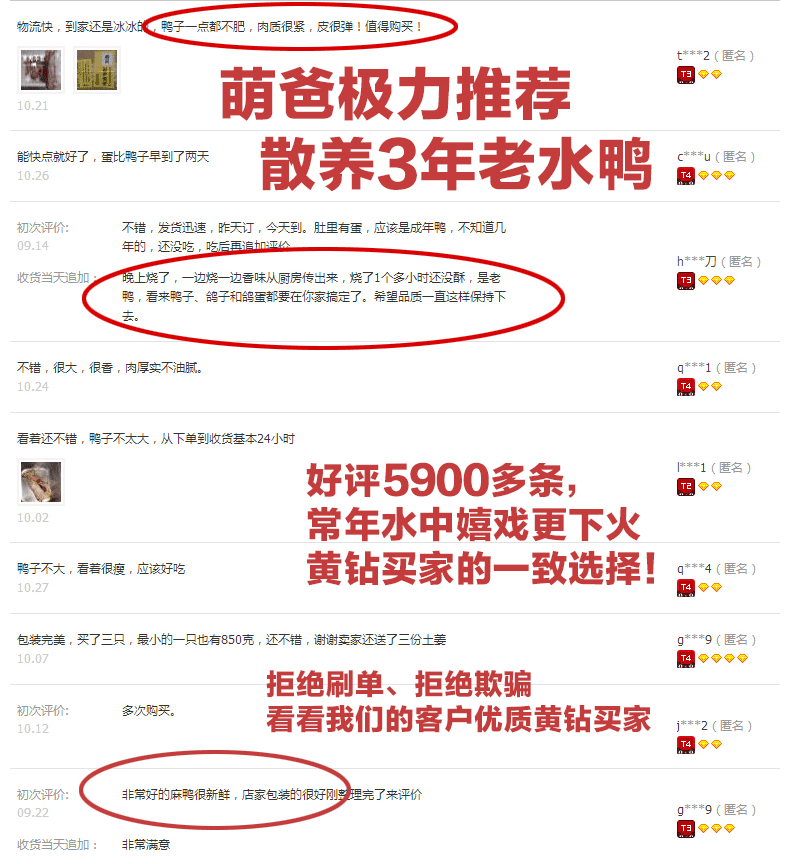 物流快，到家还是冰冰的，鸭子一点都不肥，肉质很紧，皮很弹！值得购买！
t***2（匿名）
T3
10.21
萌爸极力推荐
散养3年老水鸭
能快点就好了，蛋比鸭子早到了两天
10.26
c***u（匿名）
T4
初次评价:
09.14
不错，发货迅速，昨天订，今天到。肚里有蛋，应该是成年鸭，不知道几
年的，还没吃，吃后再追加评价
收货当天追加：
晚上烧了，一边烧一边香味从厨房传出来，烧了1个多小时还没酥，是老
鸭，看来鸭子、鸽子和鸽蛋都要在你家搞定了。希望品质一直这样保持下
去。
h***刀（匿名）
T3
不错，很大，很香，肉厚实不油腻。
10.24
q***1（匿名）
T4
看着还不错，鸭子不太大，从下单到收货基本24小时
10.02
l***1（匿名）
T2
好评5900多条，
常年水中嬉戏更下火
黄钻买家的一致选择！
鸭子不大，看着很瘦，应该好吃
10.27
q***4（匿名）
T4
包装完美，买了三只，最小的一只也有850克，还不错，谢谢卖家还送了三份土姜
10.07
g***9（匿名）
T4
拒绝刷单、拒绝欺骗
看看我们的客户优质黄钻买家
初次评价:
10.12
多次购买。
j***2（匿名）
T4
初次评价:
09.22
非常好的麻鸭很新鲜，店家包装的很好刚整理完了来评价
收货当天追加：
非常满意
g***9（匿名）
T3